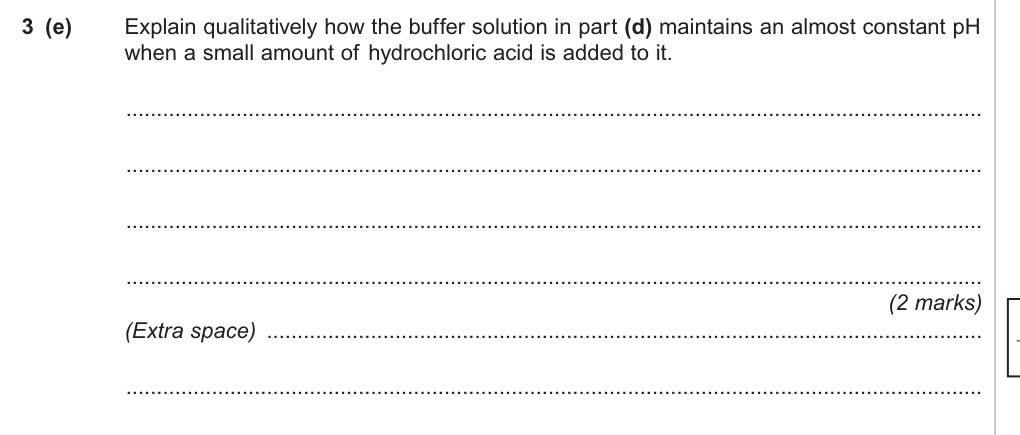 3 (e) Explain qualitatively how the buffer solution in part (d) maintains an almost constant pH
when a small amount of hydrochloric acid is added to it.
................................................................................
................................................................................
................................................................................
................................................................................
(2 marks)
(Extra space) ................................................................................
................................................................................